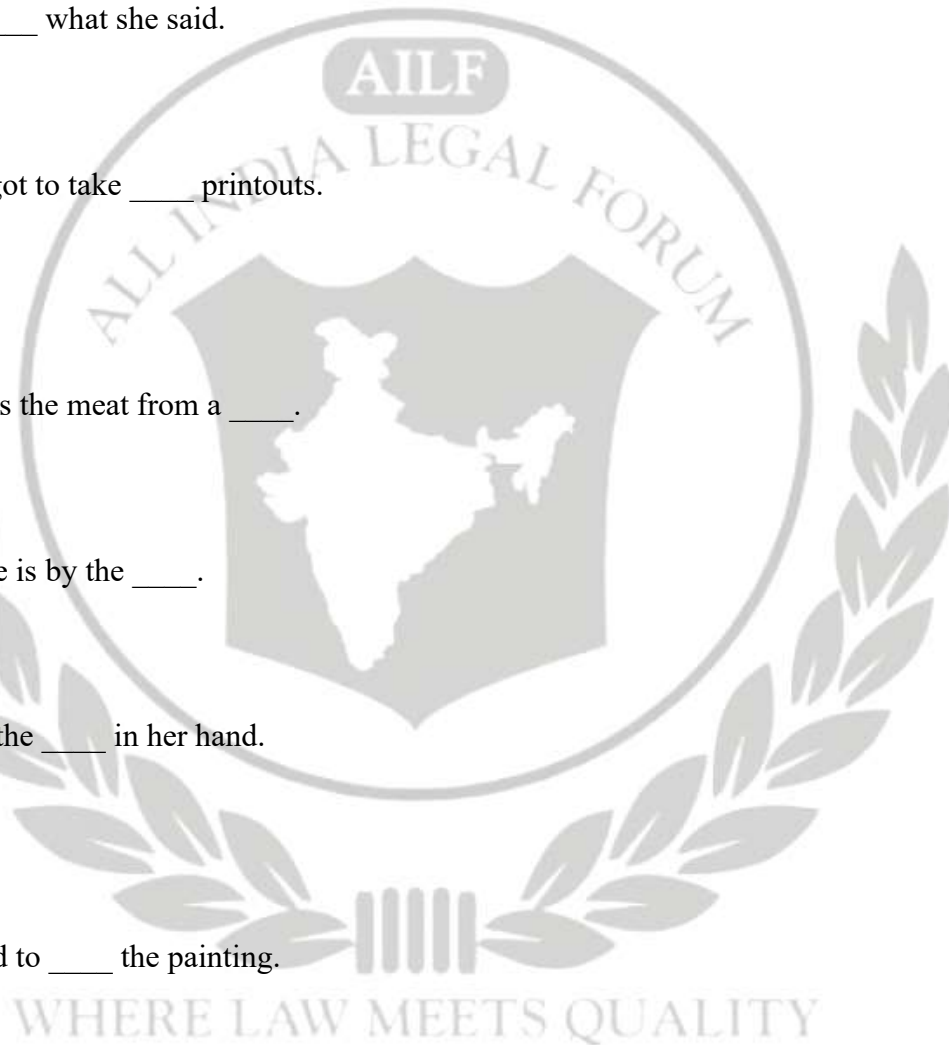 ____ what she said.
AILF
ALL INDIA LEGAL FORUM
got to take ____ printouts.
s the meat from a ____.
e is by the ____.
the ____ in her hand.
d to ____ the painting.
WHERE LAW MEETS QUALITY